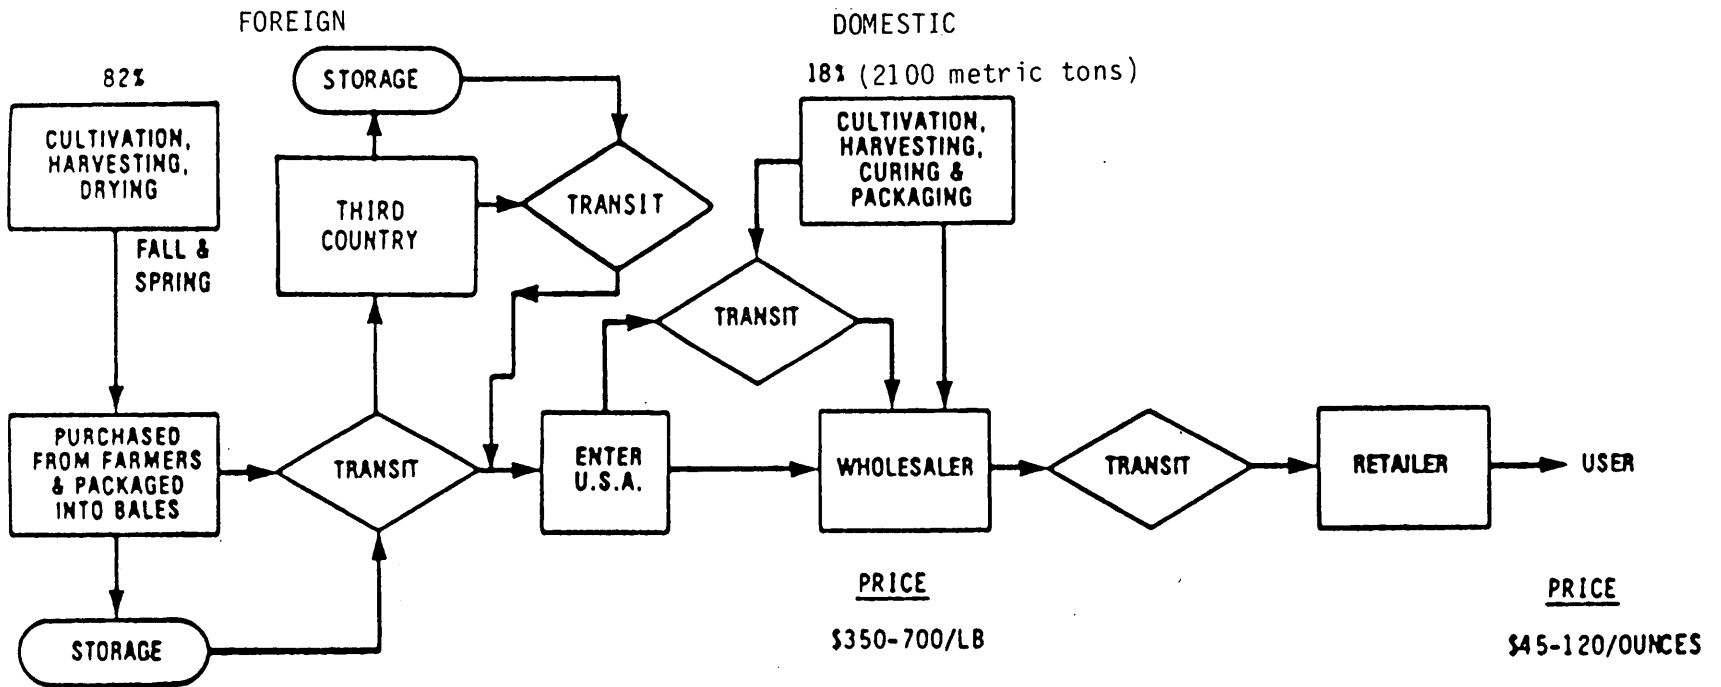 FOREIGN
DOMESTIC
82%
STORAGE
18% (2100 metric tons)
CULTIVATION,
HARVESTING,
DRYING
CULTIVATION,
HARVESTING,
CURING &
PACKAGING
THIRD
COUNTRY
TRANSIT
FALL &
SPRING
TRANSIT
PURCHASED
FROM FARMERS
& PACKAGED
INTO BALES
TRANSIT
ENTER
U.S.A.
WHOLESALER
TRANSIT
RETAILER
USER
STORAGE
PRICE
$350-700/LB
PRICE
$45-120/OUNCES